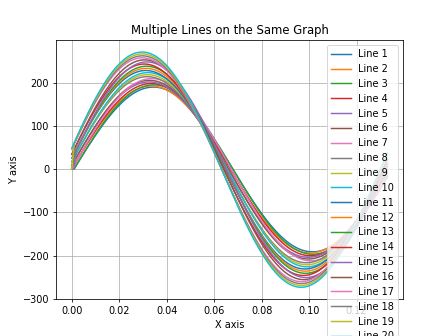 Multiple Lines on the Same Graph
Y axis
200
100
0
−100
−200
−300
0.00
0.02
0.04
0.06
0.08
0.10
X axis
Line 1
Line 2
Line 3
Line 4
Line 5
Line 6
Line 7
Line 8
Line 9
Line 10
Line 11
Line 12
Line 13
Line 14
Line 15
Line 16
Line 17
Line 18
Line 19
Line 20